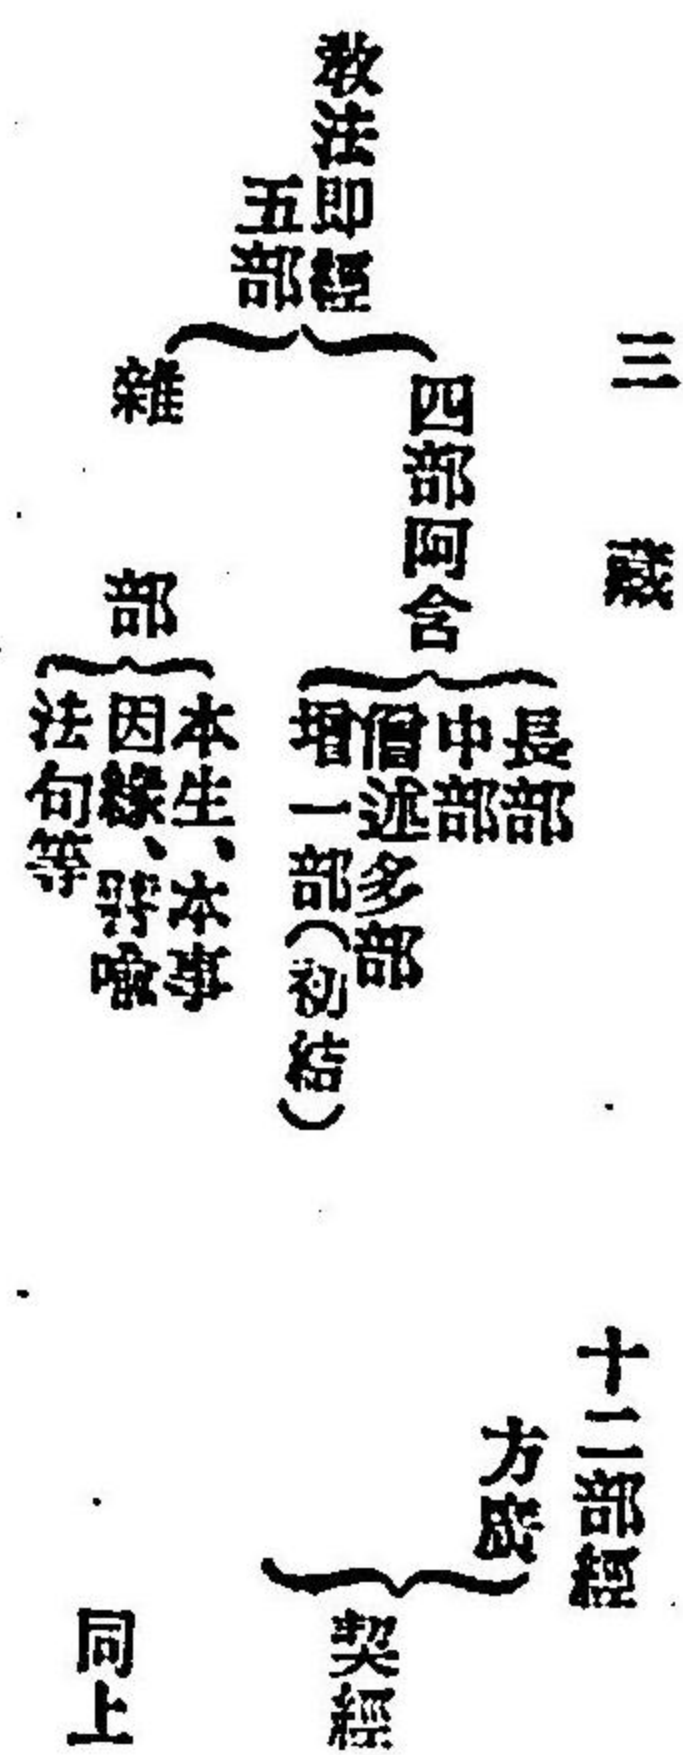 三藏
十二部經
教法即經
五部
四部阿含
長部
中部
僧述多部
增一部(初結)
方廣
契經
雜部
本生、本事
因緣、譬喻
法句等
同上